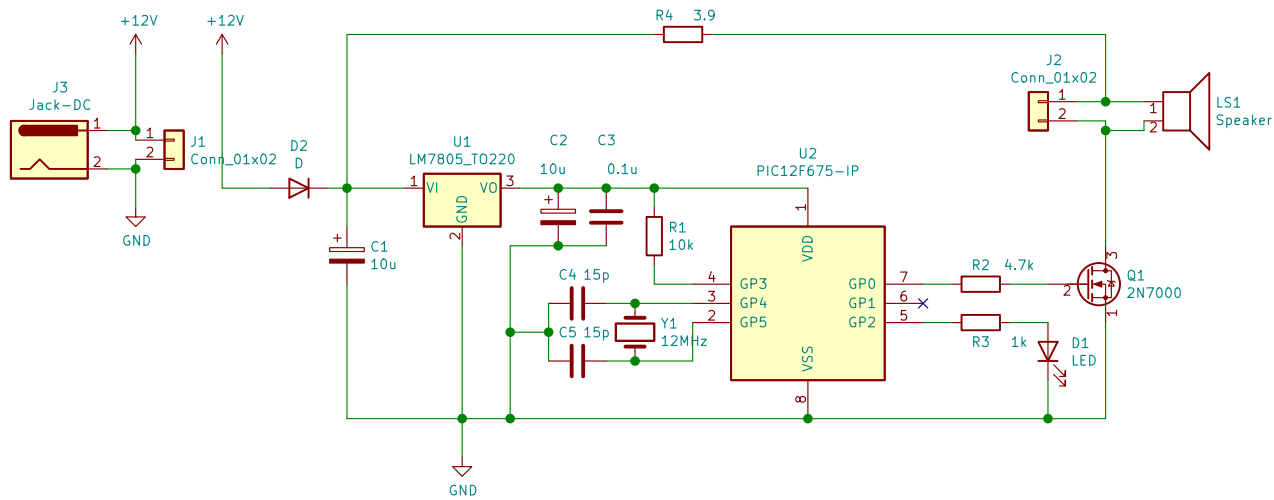 R4 3.9
+12V
+12V
J2
Conn_01x02
1
2
1
2
LS1
Speaker
J3
Jack-DC
1
2
1
2
J1
Conn_01x02
D2
D
U1
LM7805_TO220
1
VI
VO
3
GND
2
C2
10u
+
C3
0.1u
U2
PIC12F675-IP
1
VDD
R1
10k
+
C1
10u
4
GP3
3
GP4
2
GP5
GP0
7
GP1
6
GP2
5
VSS
8
R2 4.7k
3
2
1
Q1
2N7000
C4 15p
C5 15p
Y1
12MHz
R3 1k
D1
LED
GND
GND